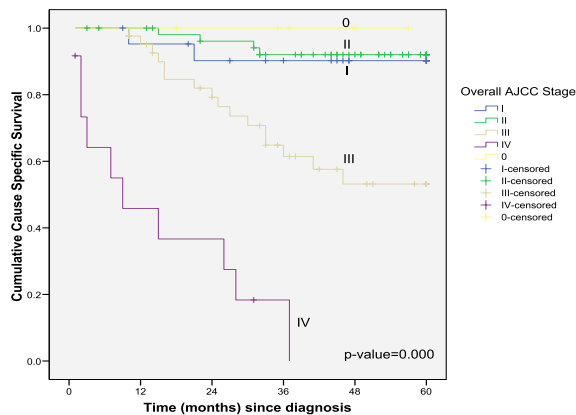 0
II
I
III
IV
p-value=0.000
1.0
0.8
0.6
0.4
0.2
0.0
Cumulative Cause Specific Survival
0 12 24 36 48 60
Time (months) since diagnosis
Overall AJCC Stage
I
II
III
IV
0
I-censored
II-censored
III-censored
IV-censored
0-censored